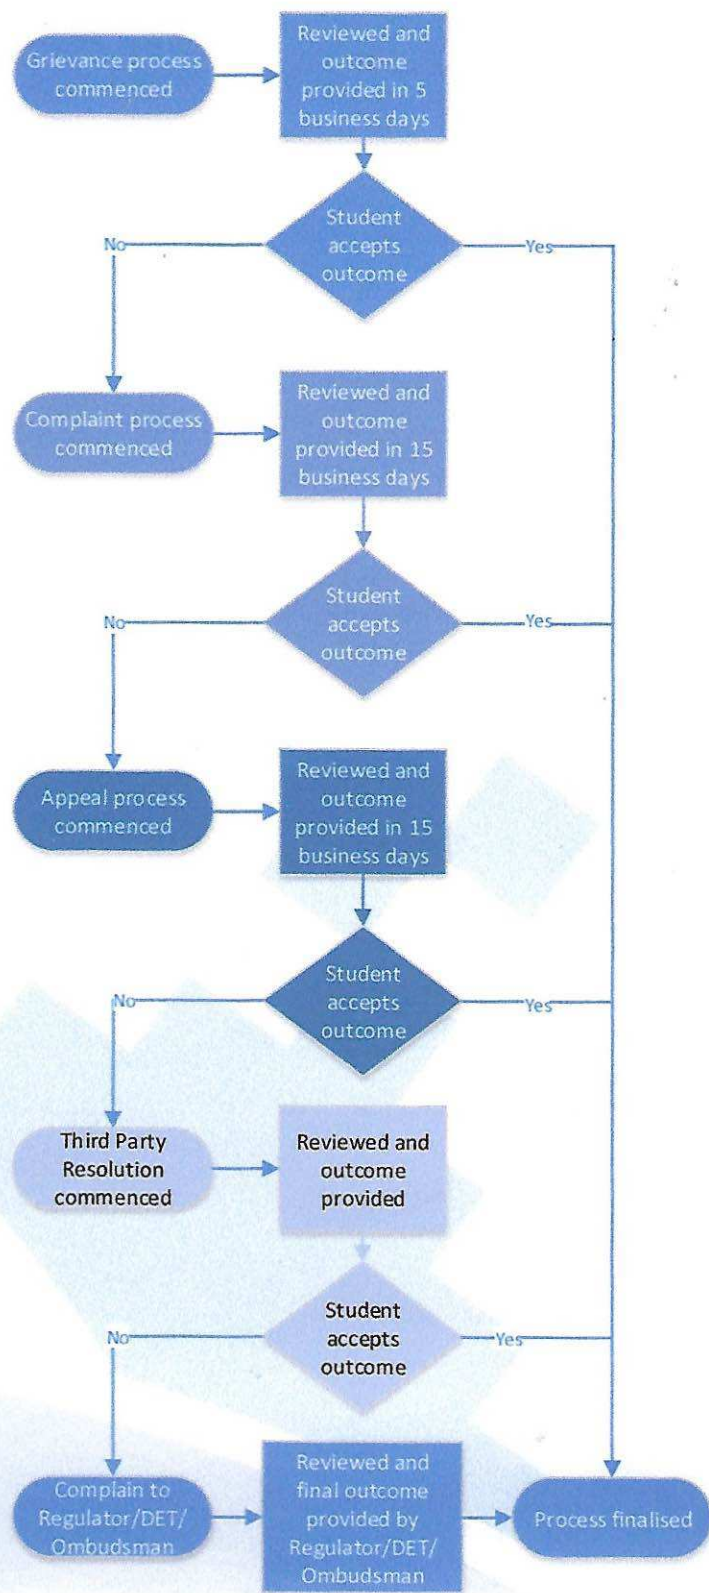 Grievance process
commenced
Reviewed and
outcome
provided in 5
business days
Student
accepts
outcome
No
Yes
Complaint process
commenced
Reviewed and
outcome
provided in 15
business days
Student
accepts
outcome
No
Yes
Appeal process
commenced
Reviewed and
outcome
provided in 15
business days
Student
accepts
outcome
No
Yes
Third Party
Resolution
commenced
Reviewed and
outcome
provided
Student
accepts
outcome
No
Yes
Complain to
Regulator/DET/
Ombudsman
Reviewed and
final outcome
provided by
Regulator/DET/
Ombudsman
Process finalised